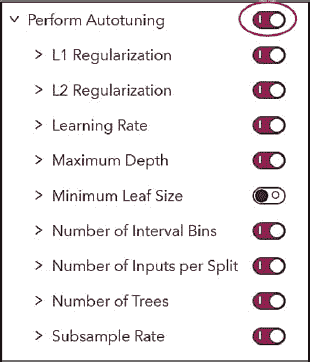 Perform Autotuning
L1 Regularization
L2 Regularization
Learning Rate
Maximum Depth
Minimum Leaf Size
Number of Interval Bins
Number of Inputs per Split
Number of Trees
Subsample Rate